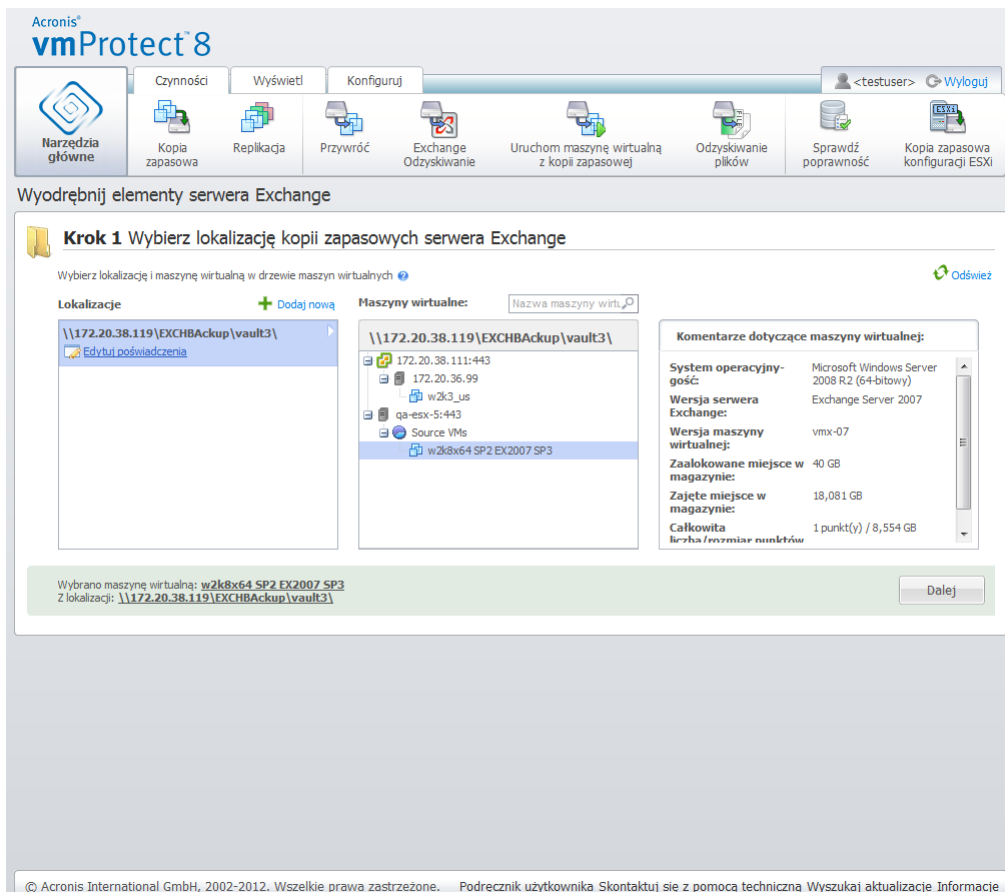 Acronis®
vmProtect™8
Czynności Wyświetl Konfiguruj <testuser> Wyloguj
Narzędzia główne
Kopia zapasowa
Replikacja
Przywróć
Exchange Odzyskiwanie
Uruchom maszynę wirtualną z kopii zapasowej
Odzyskiwanie plików
Sprawdź poprawność
Kopia zapasowa konfiguracji ESXi
ESXi
Wyodrębnij elementy serwera Exchange
Krok 1 Wybierz lokalizację kopii zapasowych serwera Exchange
Wybierz lokalizację i maszynę wirtualną w drzewie maszyn wirtualnych
Odśwież
Lokalizacje
Dodaj nową
\\172.20.38.119\EXCHBAckup\vault3\
Edytuj poświadczenia
Maszyny wirtualne:
Nazwa maszyny wirtu
\\172.20.38.119\EXCHBAckup\vault3\
172.20.38.111:443
172.20.36.99
w2k3_us
qa-esx-5:443
Source VMs
w2k8x64 SP2 EX2007 SP3
Komentarze dotyczące maszyny wirtualnej:
System operacyjny-gość: Microsoft Windows Server 2008 R2 (64-bitowy)
Wersja serwera Exchange: Exchange Server 2007
Wersja maszyny wirtualnej: vmx-07
Zaalokowane miejsce w magazynie: 40 GB
Zajęte miejsce w magazynie: 18,081 GB
Całkowita liczba/rozmiar punktów 1 punkt(y) / 8,554 GB
Wybrano maszynę wirtualną: w2k8x64 SP2 EX2007 SP3
Z lokalizacji: \\172.20.38.119\EXCHBAckup\vault3\
Dalej
© Acronis International GmbH, 2002-2012. Wszelkie prawa zastrzeżone. Podręcznik użytkownika Skontaktuj się z pomocą techniczną Wyszukaj aktualizacje Informacje